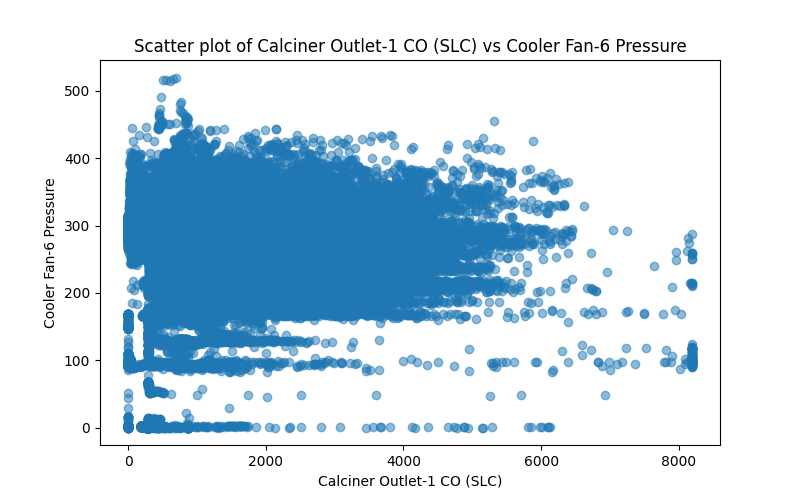 Scatter plot of Calciner Outlet-1 CO (SLC) vs Cooler Fan-6 Pressure
500
400
300
200
100
0
Cooler Fan-6 Pressure
0 2000 4000 6000 8000
Calciner Outlet-1 CO (SLC)